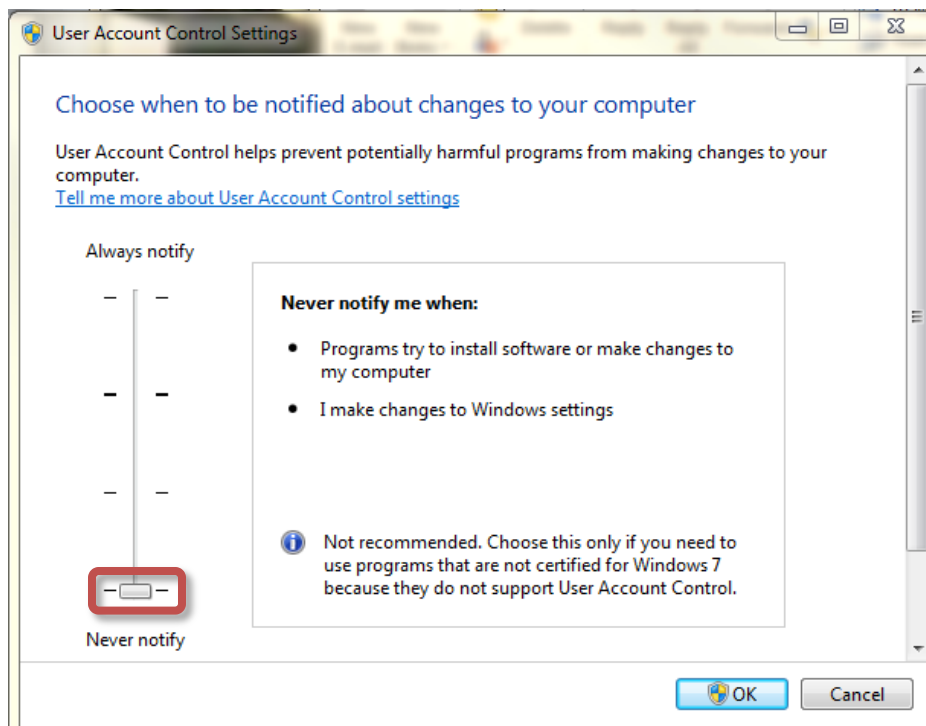 User Account Control Settings
Choose when to be notified about changes to your computer
User Account Control helps prevent potentially harmful programs from making changes to your
computer.
Tell me more about User Account Control settings
Always notify
Never notify me when:
• Programs try to install software or make changes to
my computer
• I make changes to Windows settings
Not recommended. Choose this only if you need to
use programs that are not certified for Windows 7
because they do not support User Account Control.
Never notify
OK
Cancel